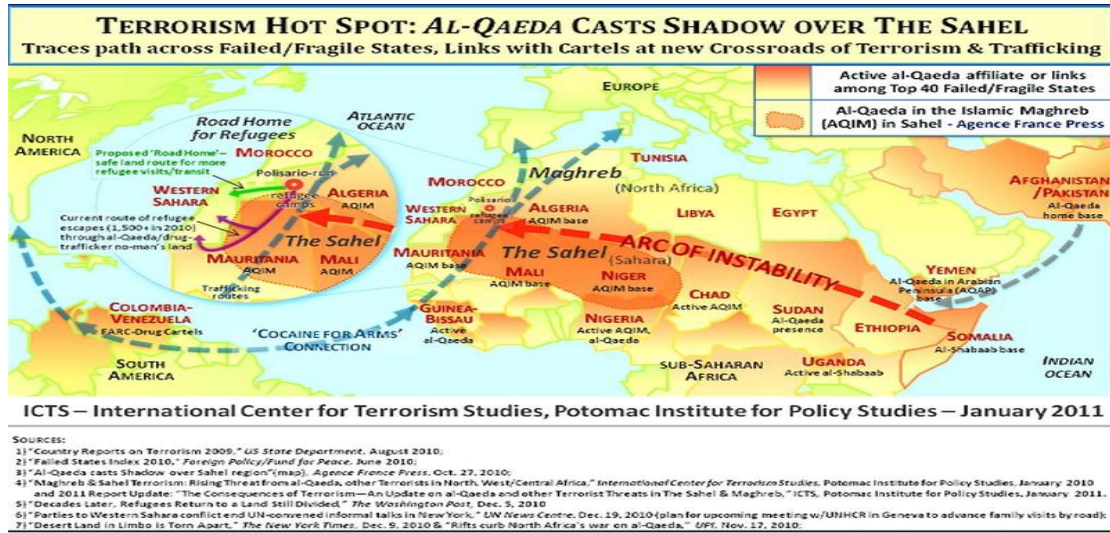 TERRORISM HOT SPOT: AL-QAEDA CASTS SHADOW OVER THE SAHEL
Traces path across Failed/Fragile States, Links with Cartels at new Crossroads of Terrorism & Trafficking
Active al-Qaeda affiliate or links
among Top 40 Failed/Fragile States
Al-Qaeda in the Islamic Maghreb
(AQIM) in Sahel - Agence France Press
EUROPE
NORTH
AMERICA
Road Home
for Refugees
ATLANTIC
OCEAN
Proposed 'Road Home'–
safe land route for more
refugee visits/transit
MOROCCO
Polisario-run
refugee
camps
WESTERN
SAHARA
ALGERIA
AQIM
Current route of refugee
escapes (1,500+ in 2010)
through al-Qaeda/drug-
trafficker no-man's land
The Sahel
MAURITANIA
AQIM
MALI
AQIM
Trafficking
routes
TUNISIA
Maghreb
(North Africa)
MOROCCO
Polisario
refugee
camps
WESTERN
SAHARA
ALGERIA
AQIM base
LIBYA
EGYPT
AFGHANISTAN
/PAKISTAN
Al-Qaeda
home base
The Sahel
(Sahara)
ARC OF INSTABILITY
MAURITANIA
AQIM base
MALI
AQIM base
NIGER
AQIM base
CHAD
Active AQIM
SUDAN
Al-Qaeda
presence
YEMEN
Al-Qaeda in Arabian
Peninsula (AQAP)
base
ETHIOPIA
SOMALIA
Al-Shabaab base
COLOMBIA-
VENEZUELA
FARC-Drug Cartels
'COCAINE FOR ARMS'
CONNECTION
GUINEA-
BISSAU
Active
al-Qaeda
NIGERIA
Active AQIM,
al-Qaeda
SOUTH
AMERICA
SUB-SAHARAN
AFRICA
UGANDA
Active al-Shabaab
INDIAN
OCEAN
ICTS – International Center for Terrorism Studies, Potomac Institute for Policy Studies – January 2011
SOURCES:
1) "Country Reports on Terrorism 2009," US State Department, August 2010;
2) "Failed States Index 2010," Foreign Policy/Fund for Peace, June 2010;
3) "Al-Qaeda casts Shadow over Sahel region"(map), Agence France Press, Oct. 27, 2010;
4) "Maghreb & Sahel Terrorism: Rising Threat from al-Qaeda, other Terrorists in North, West/Central Africa," International Center for Terrorism Studies, Potomac Institute for Policy Studies, January 2010
and 2011 Report Update: "The Consequences of Terrorism—An Update on al-Qaeda and other Terrorist Threats in The Sahel & Maghreb," ICTS, Potomac Institute for Policy Studies, January 2011.
5) "Decades Later, Refugees Return to a Land Still Divided," The Washington Post, Dec. 5, 2010
6) "Parties to Western Sahara conflict end UN-convened informal talks in New York," UN News Centre, Dec. 19, 2010 (plan for upcoming meeting w/UNHCR in Geneva to advance family visits by road);
7) "Desert Land in Limbo is Torn Apart," The New York Times, Dec. 9, 2010 & "Rifts curb North Africa's war on al-Qaeda," UPI, Nov. 17, 2010;